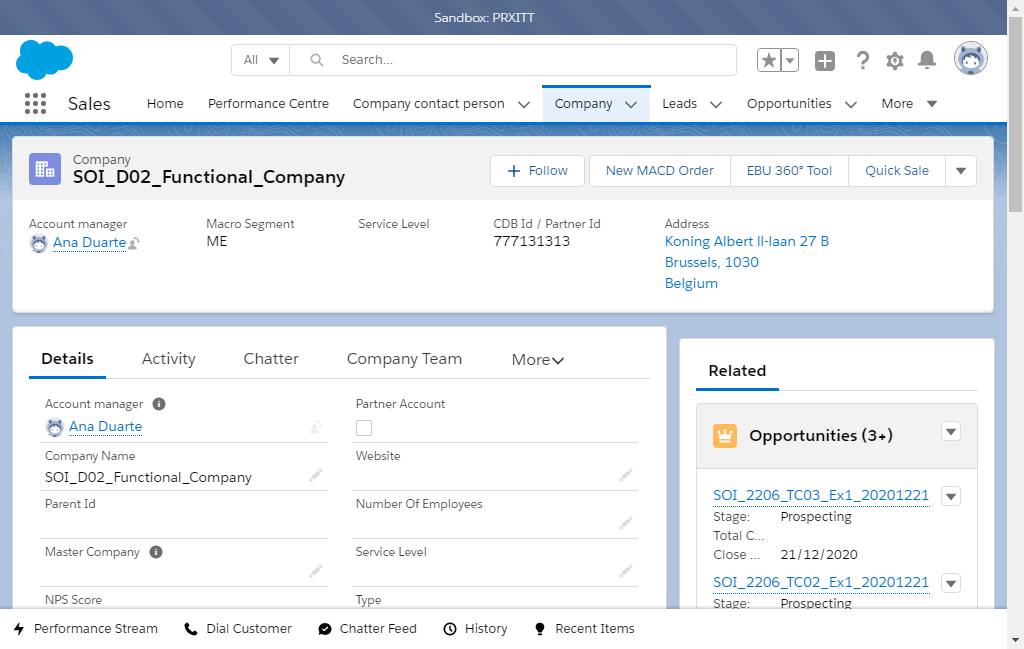 Sandbox: PRXITT
All
Search...
Sales
Home
Performance Centre
Company contact person
Company
Leads
Opportunities
More
Company
SOI_D02_Functional_Company
Follow
New MACD Order
EBU 360° Tool
Quick Sale
Account manager
Ana Duarte
Macro Segment
ME
Service Level
CDB Id / Partner Id
777131313
Address
Koning Albert II-laan 27 B
Brussels, 1030
Belgium
Details
Activity
Chatter
Company Team
More
Account manager
Ana Duarte
Partner Account
Company Name
SOI_D02_Functional_Company
Website
Parent Id
Number Of Employees
Master Company
Service Level
NPS Score
Type
Related
Opportunities (3+)
SOI_2206_TC03_Ex1_20201221
Stage: Prospecting
Total C...
Close ... 21/12/2020
SOI_2206_TC02_Ex1_20201221
Stage: Prospecting
Performance Stream
Dial Customer
Chatter Feed
History
Recent Items